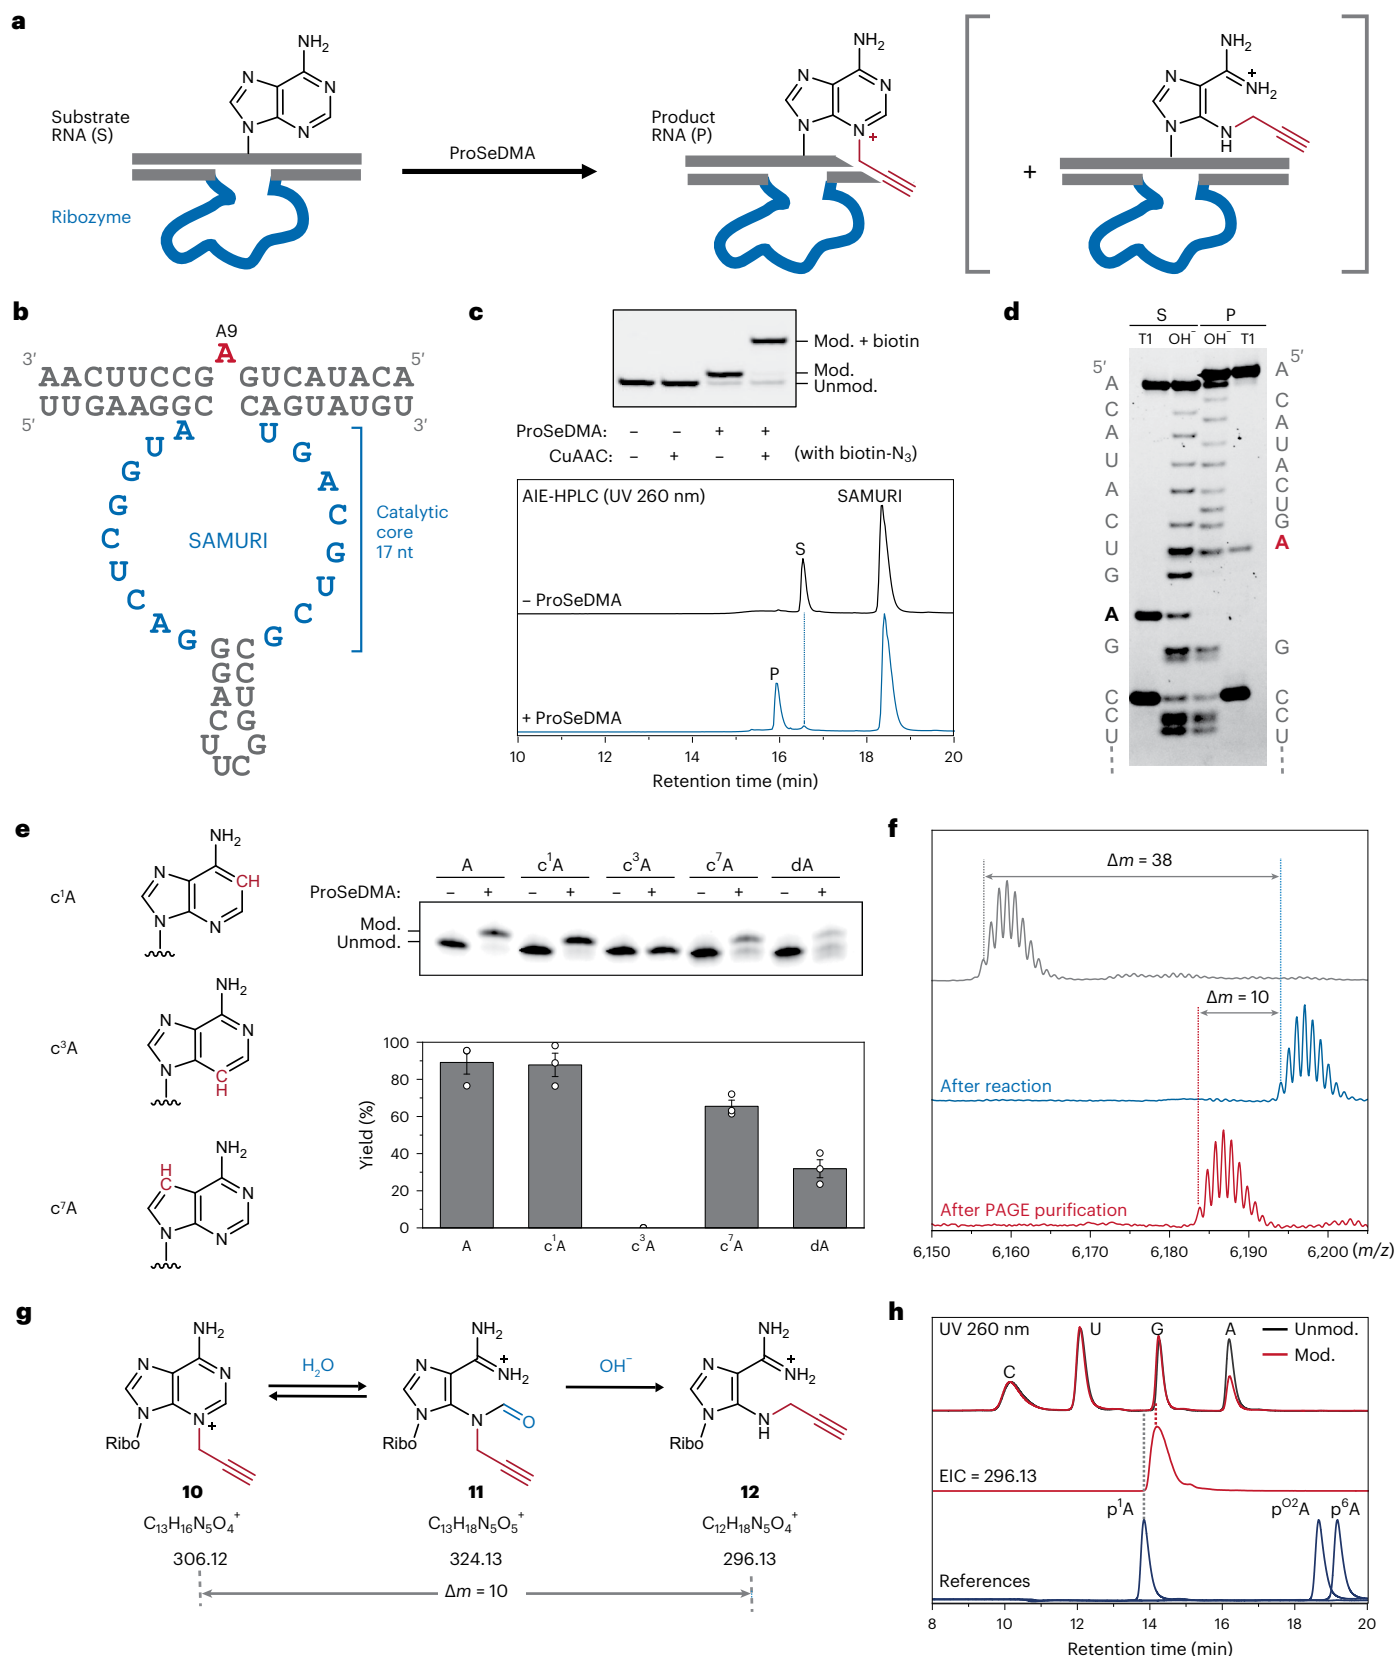 a
NH2
N
N
N
N
Substrate
RNA (S)
Ribozyme
ProSeDMA
NH2
N
N
N
N
+
Product
RNA (P)
+
NH2
+
NH2
N
N
N
H
b
A9
A
3′
5′
AACUUCCG GUCAUACA
UUGAAGGC CAGUAUGU
5′
3′
A
U
G
G
C
U
C
A
G
U
G
A
C
G
U
C
G
SAMURI
Catalytic
core
17 nt
GC
GC
AU
CG
U
G
UC
c
Mod. + biotin
Mod.
Unmod.
ProSeDMA: – – + +
CuAAC: – + – + (with biotin-N3)
AIE-HPLC (UV 260 nm)
SAMURI
S
– ProSeDMA
P
+ ProSeDMA
10 12 14 16 18 20
Retention time (min)
d
S P
T1 OH– OH– T1
5′
A
C
A
U
A
C
U
G
A
G
C
C
U
5′
A
C
A
U
A
C
U
G
A
G
C
C
U
e
c1A
NH2
N
CH
N
N
c3A
NH2
N
N
N
C
H
c7A
H
C
NH2
N
N
N
A c1A c3A c7A dA
ProSeDMA: – + – + – + – + – +
Mod.
Unmod.
Yield (%)
100
80
60
40
20
0
A c1A c3A c7A dA
f
Δm = 38
Δm = 10
After reaction
After PAGE purification
6,150 6,160 6,170 6,180 6,190 6,200 (m/z)
g
NH2
N
N
N
N
+
Ribo
10
C13H16N5O4+
306.12
H2O
NH2
+
NH2
N
N
N
O
Ribo
11
C13H18N5O5+
324.13
OH–
NH2
+
NH2
N
N
N
H
Ribo
12
C12H18N5O4+
296.13
Δm = 10
h
UV 260 nm
C
U
G
A
Unmod.
Mod.
EIC = 296.13
p1A
pO2A
p6A
References
8 10 12 14 16 18 20
Retention time (min)